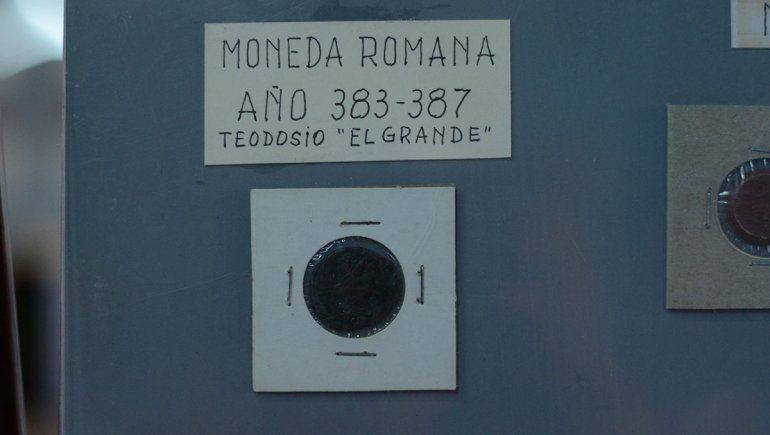 MONEDA ROMANA
AÑO 383-387
TEODOSIO "EL GRANDE"